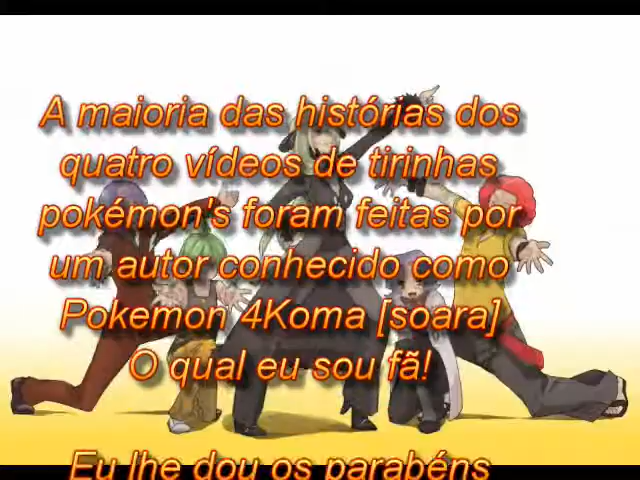 A maioria das histórias dos
quatro vídeos de tirinhas
pokémon's foram feitas por
um autor conhecido como
Pokemon 4Koma [soara]
O qual eu sou fã!
Eu lhe dou os parabéns